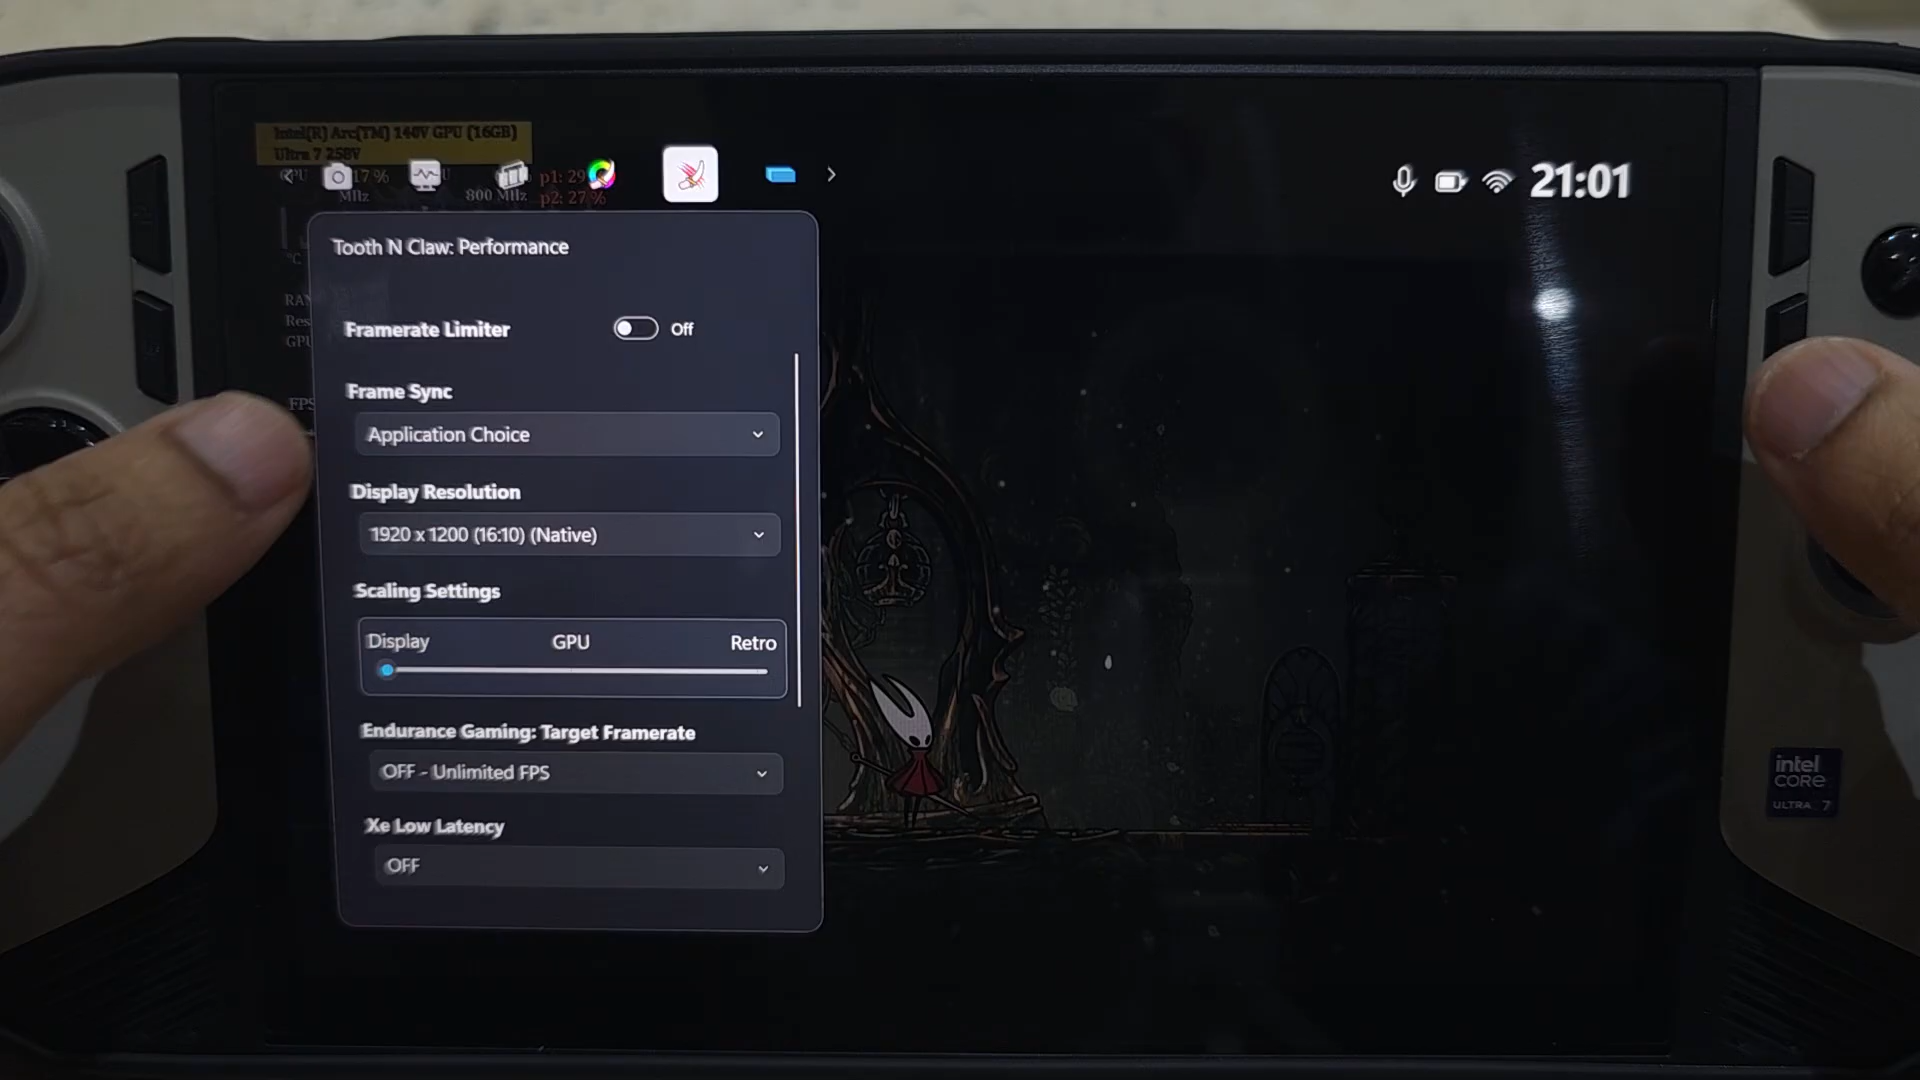 Intel(R) Arc(TM) 140V GPU (16GB)
Ultra 7 258V
17 %
p1: 29
MHz
800 MHz
p2: 27 %
21:01
Tooth N Claw: Performance
°C
Framerate Limiter
Off
Frame Sync
FPS
Application Choice
Display Resolution
1920 x 1200 (16:10) (Native)
Scaling Settings
Display
GPU
Retro
Endurance Gaming: Target Framerate
OFF - Unlimited FPS
Xe Low Latency
OFF
intel
CORE
ULTRA 7